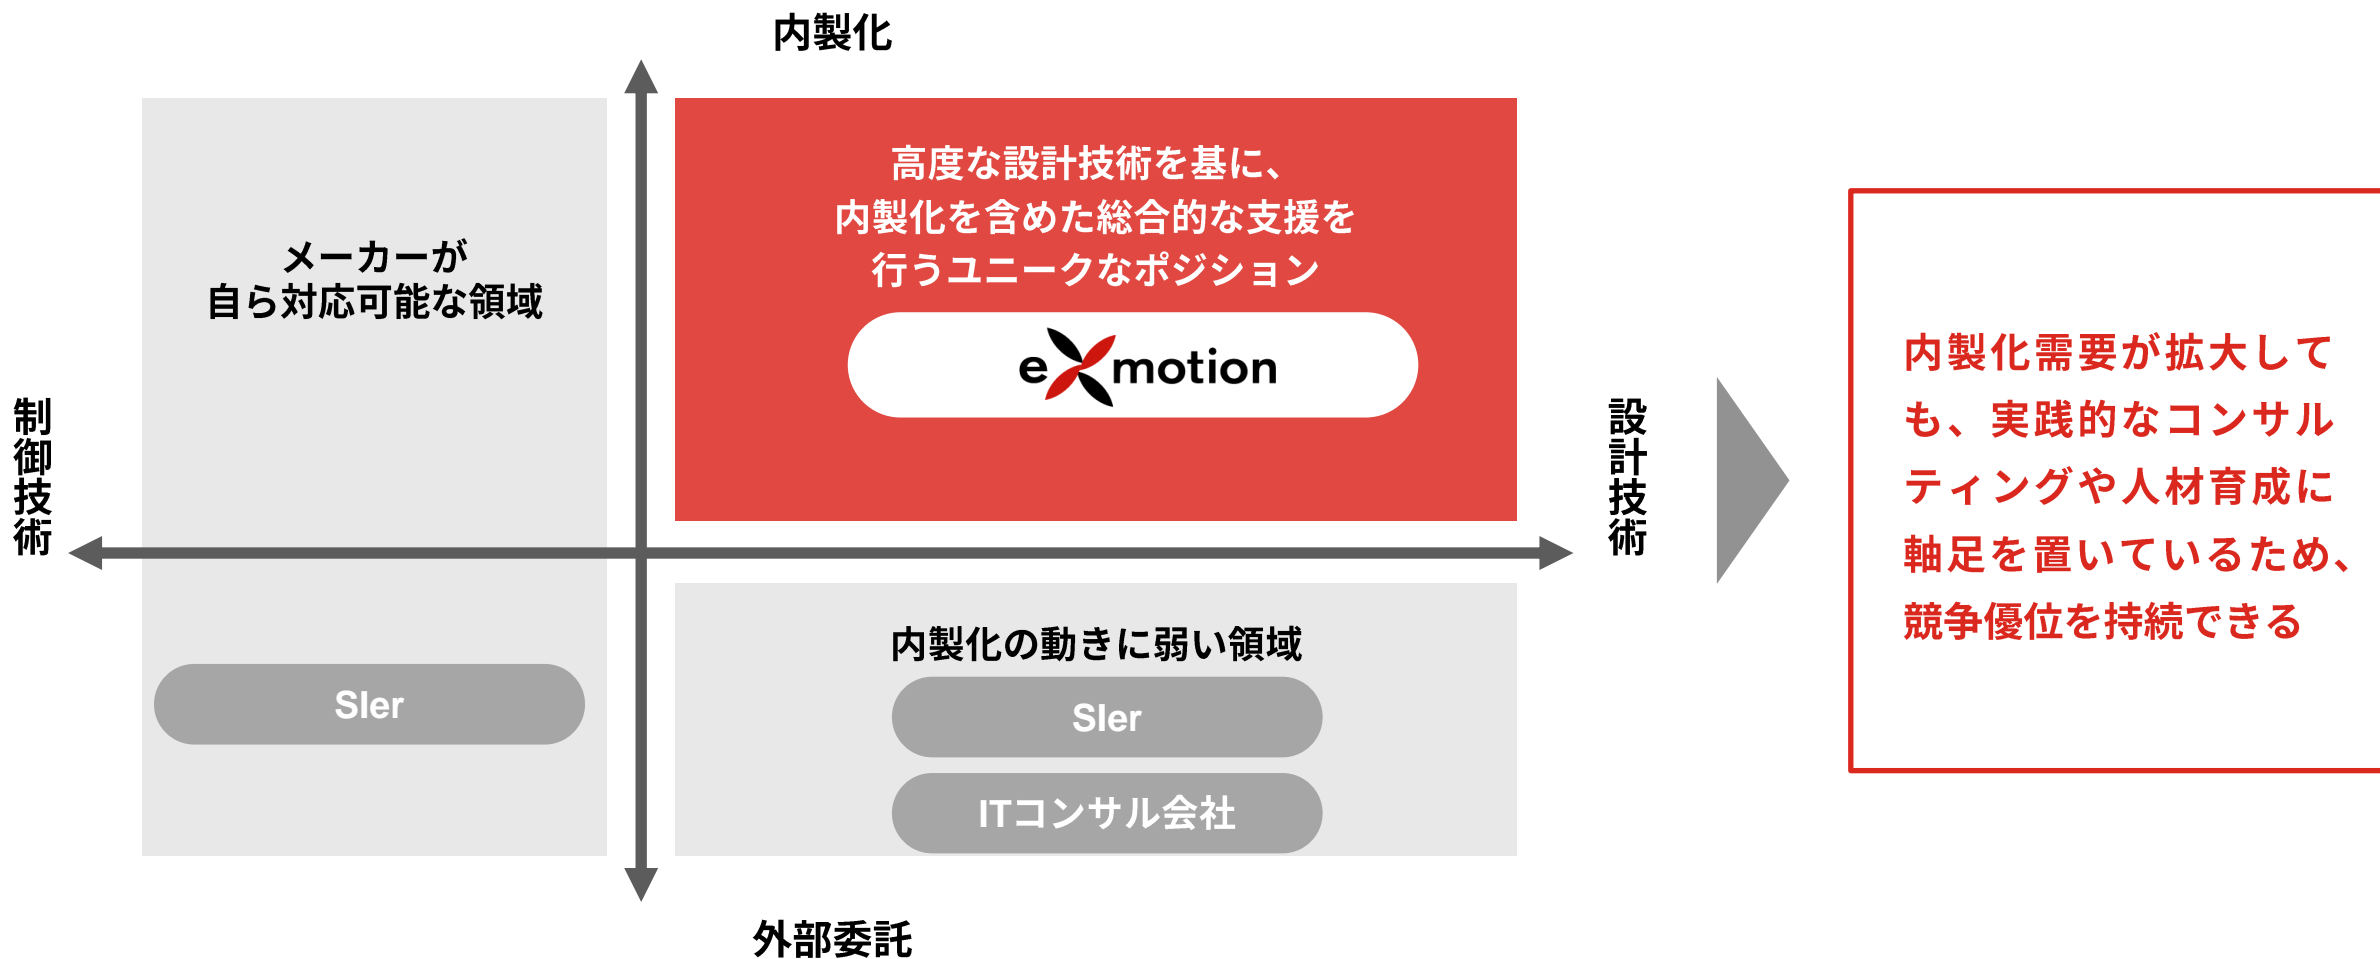 内製化
高度な設計技術を基に、
内製化を含めた総合的な支援を
行うユニークなポジション
eXmotion
メーカーが
自ら対応可能な領域
制御技術
設計技術
内製化の動きに弱い領域
SIer
SIer
ITコンサル会社
外部委託
内製化需要が拡大して
も、実践的なコンサル
ティングや人材育成に
軸足を置いているため、
競争優位を持続できる